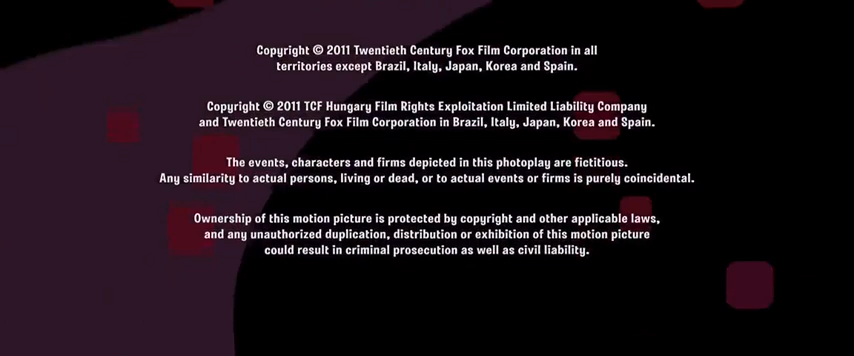 Copyright © 2011 Twentieth Century Fox Film Corporation in all
territories except Brazil, Italy, Japan, Korea and Spain.
Copyright © 2011 TCF Hungary Film Rights Exploitation Limited Liability Company
and Twentieth Century Fox Film Corporation in Brazil, Italy, Japan, Korea and Spain.
The events, characters and firms depicted in this photoplay are fictitious.
Any similarity to actual persons, living or dead, or to actual events or firms is purely coincidental.
Ownership of this motion picture is protected by copyright and other applicable laws,
and any unauthorized duplication, distribution or exhibition of this motion picture
could result in criminal prosecution as well as civil liability.